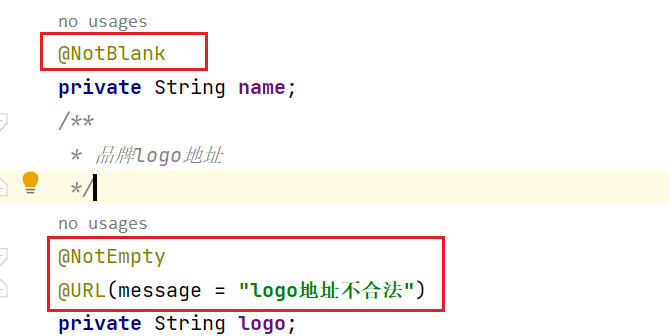 no usages
@NotBlank
private String name;
/**
* 品牌logo地址
*/
no usages
@NotEmpty
@URL(message = "logo地址不合法")
private String logo;